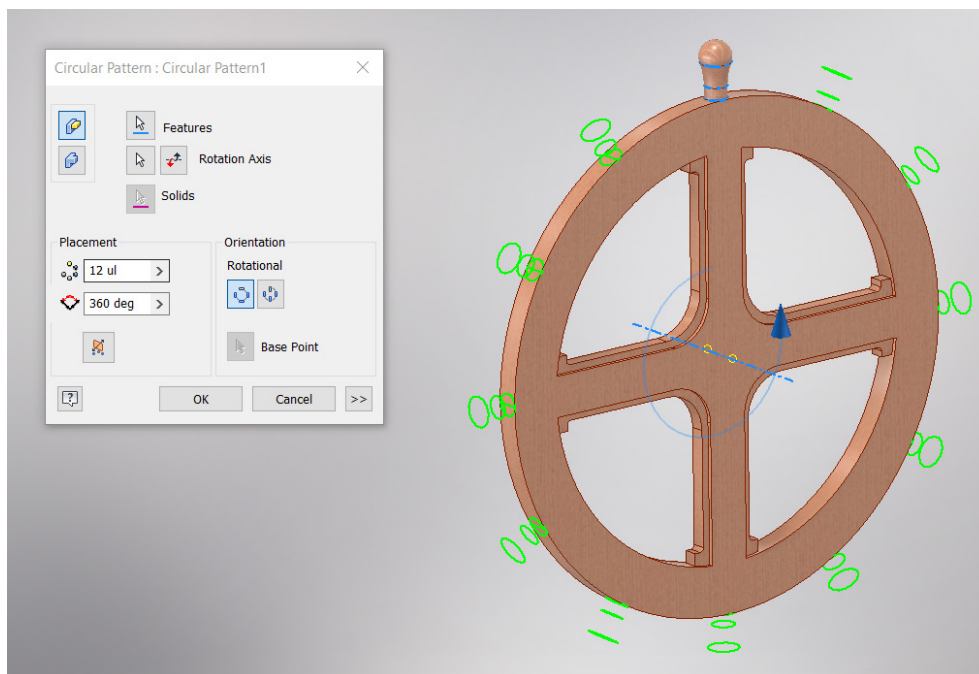 Circular Pattern : Circular Pattern1
Features
Rotation Axis
Solids
Placement
Orientation
12 ul >
Rotational
360 deg >
Base Point
?
OK
Cancel
>>